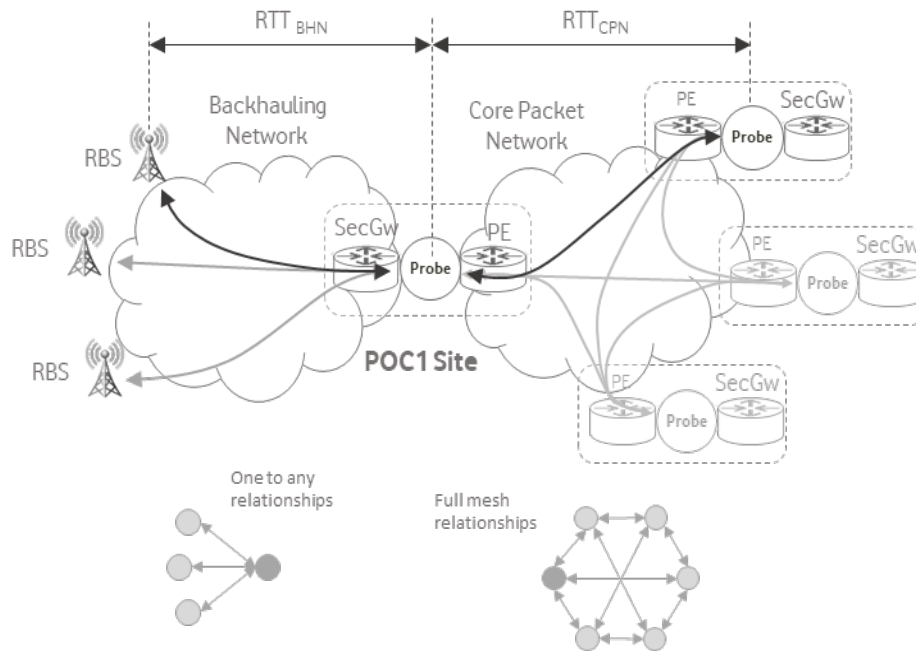 RTT BHN
RTT CPN
Backhauling
Network
Core Packet
Network
PE
SecGw
Probe
RBS
RBS
RBS
SecGw
Probe
PE
POC1 Site
PE
SecGw
Probe
PE
SecGw
Probe
One to any
relationships
Full mesh
relationships